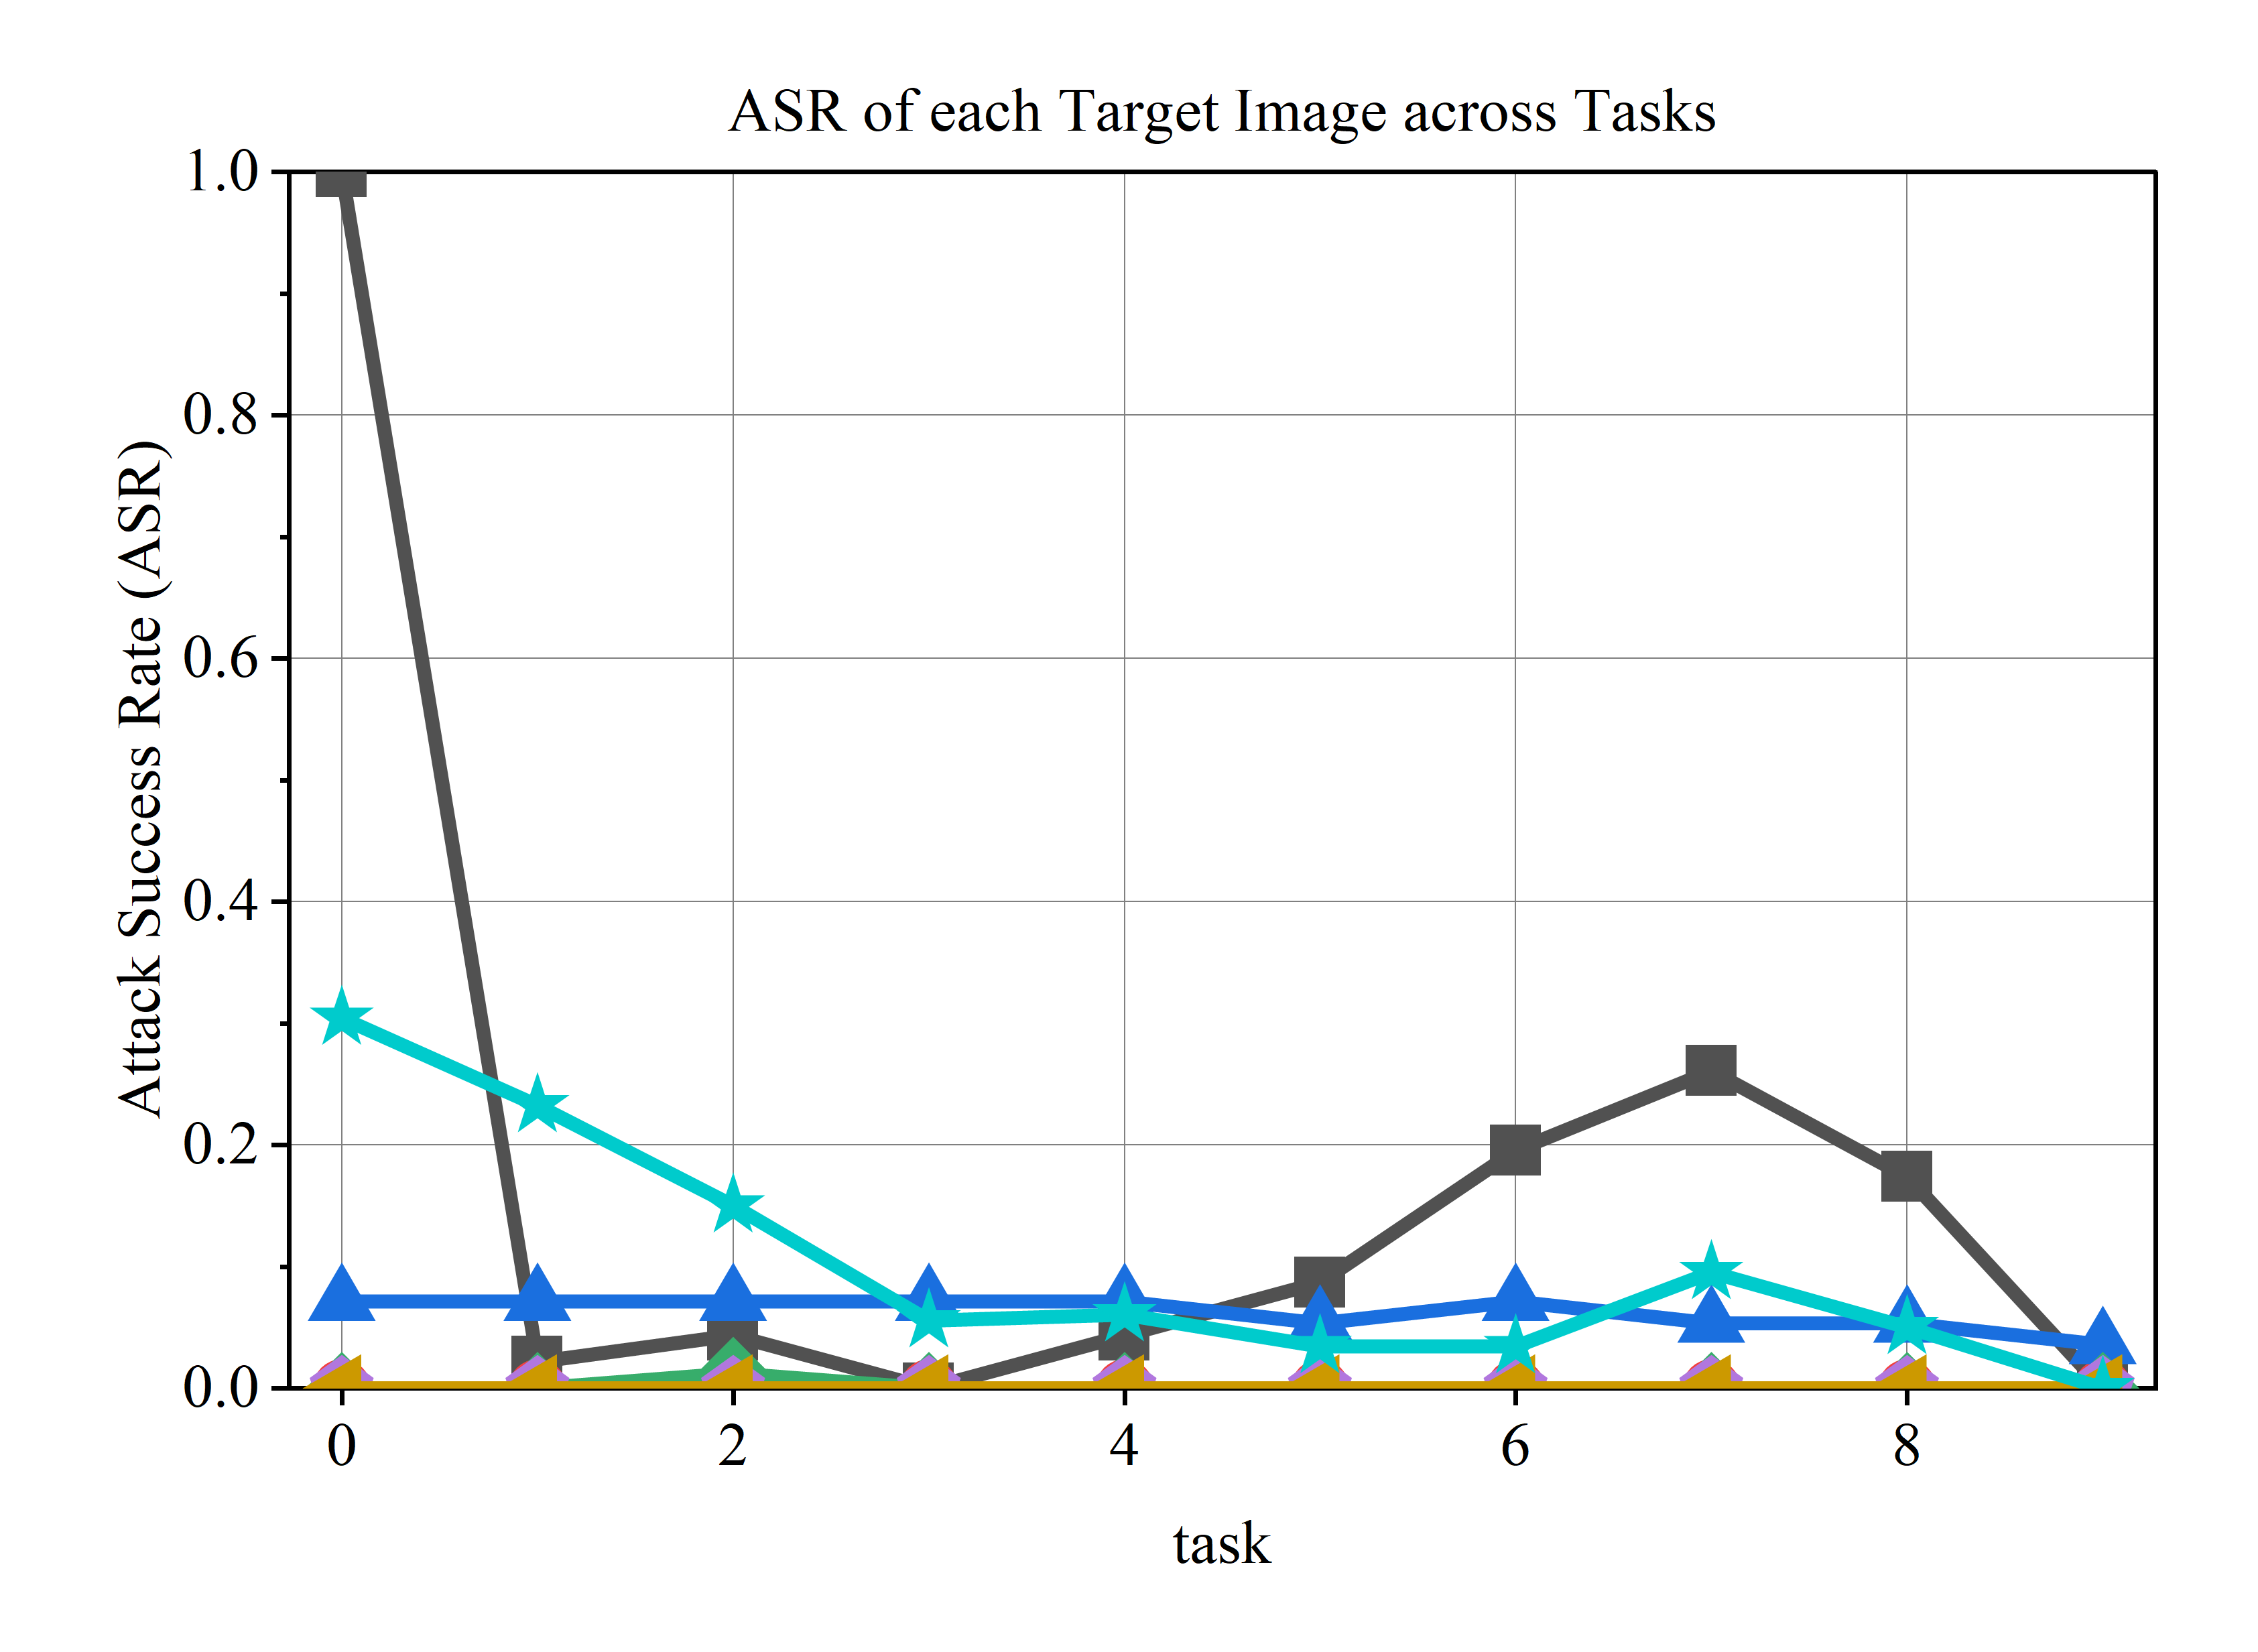 ASR of each Target Image across Tasks
Attack Success Rate (ASR)
1.0
0.8
0.6
0.4
0.2
0.0
0 2 4 6 8
task